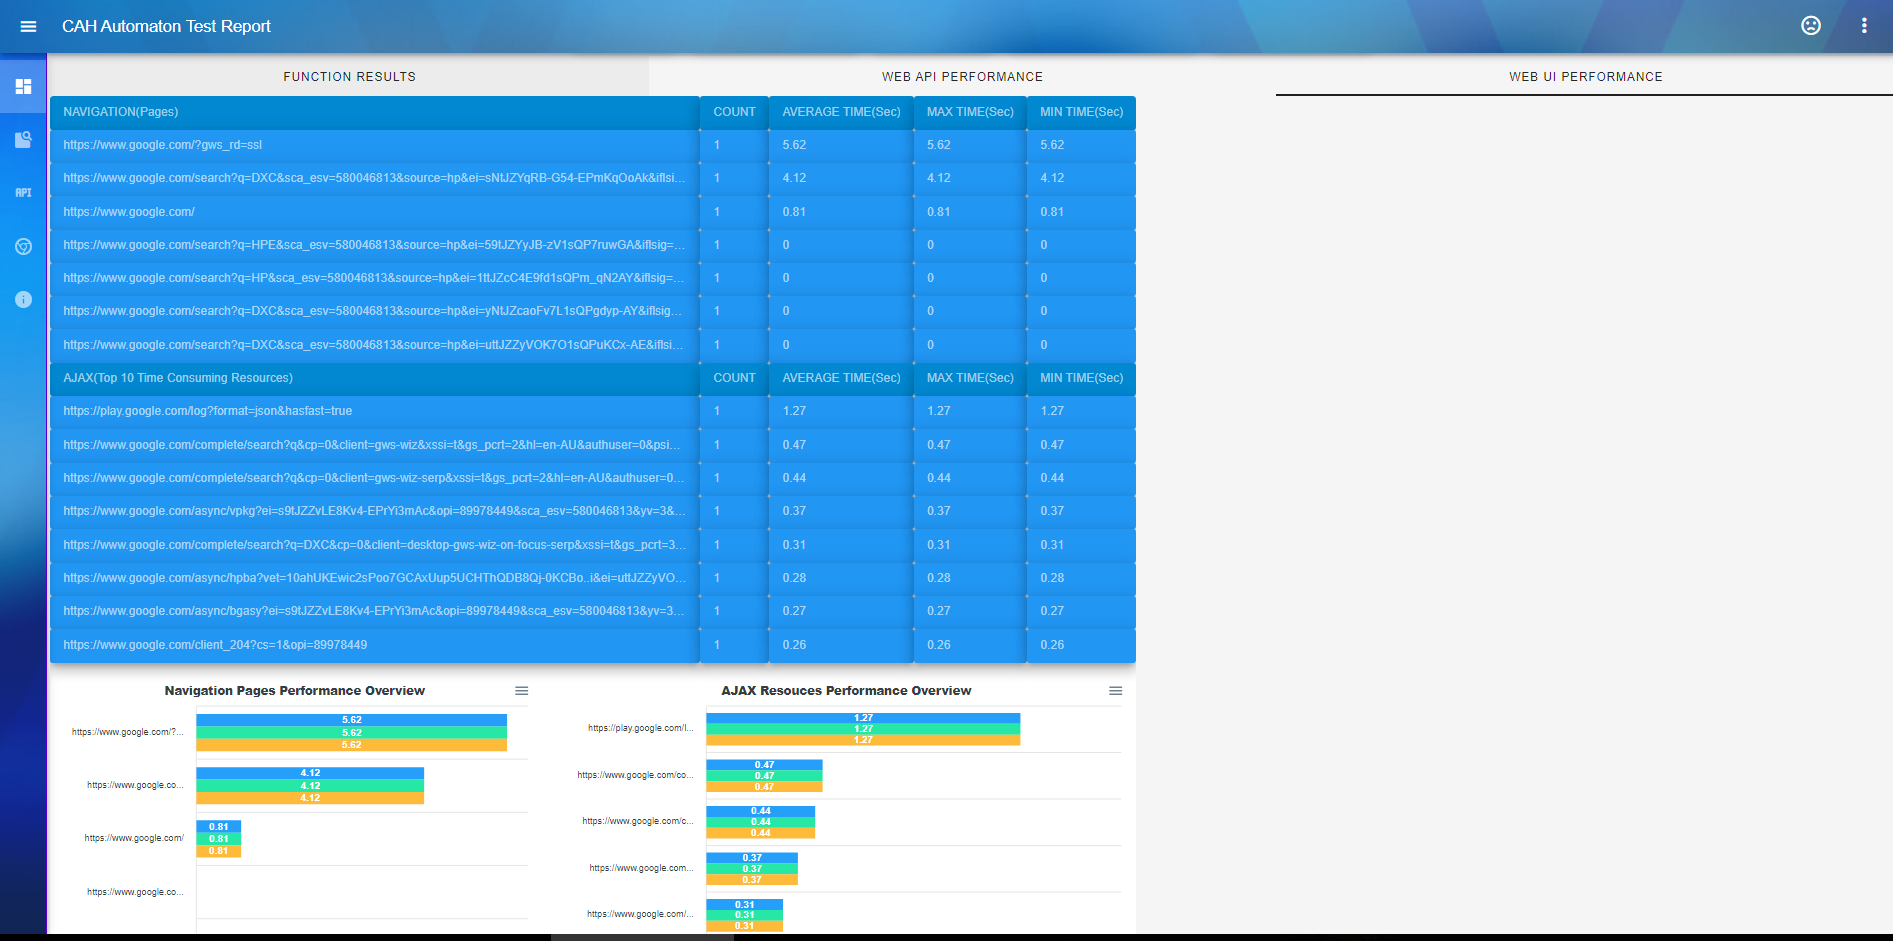 CAH Automaton Test Report
FUNCTION RESULTS WEB API PERFORMANCE WEB UI PERFORMANCE
NAVIGATION(Pages) COUNT AVERAGE TIME(Sec) MAX TIME(Sec) MIN TIME(Sec)
https://www.google.com/?gws_rd=ssl 1 5.62 5.62 5.62
https://www.google.com/search?q=DXC&sca_esv=580046813&source=hp&ei=sNtJZYqRB-G54-EPmKqOoAk&iflsi... 1 4.12 4.12 4.12
https://www.google.com/ 1 0.81 0.81 0.81
https://www.google.com/search?q=HPE&sca_esv=580046813&source=hp&ei=59tJZYyJB-zV1sQP7ruwGA&iflsig=... 1 0 0 0
https://www.google.com/search?q=HP&sca_esv=580046813&source=hp&ei=1ttJZcC4E9fd1sQPm_qN2AY&iflsig=... 1 0 0 0
https://www.google.com/search?q=DXC&sca_esv=580046813&source=hp&ei=yNtJZcaoFv7L1sQPgdyp-AY&iflsig... 1 0 0 0
https://www.google.com/search?q=DXC&sca_esv=580046813&source=hp&ei=uttJZZyVOK7O1sQPuKCx-AE&iflsi... 1 0 0 0
AJAX(Top 10 Time Consuming Resources) COUNT AVERAGE TIME(Sec) MAX TIME(Sec) MIN TIME(Sec)
https://play.google.com/log?format=json&hasfast=true 1 1.27 1.27 1.27
https://www.google.com/complete/search?q&cp=0&client=gws-wiz&xssi=t&gs_pcrt=2&hl=en-AU&authuser=0&psi... 1 0.47 0.47 0.47
https://www.google.com/complete/search?q&cp=0&client=gws-wiz-serp&xssi=t&gs_pcrt=2&hl=en-AU&authuser=0... 1 0.44 0.44 0.44
https://www.google.com/async/vpkg?ei=s9tJZZvLE8Kv4-EPrYi3mAc&opi=89978449&sca_esv=580046813&yv=3&... 1 0.37 0.37 0.37
https://www.google.com/complete/search?q=DXC&cp=0&client=desktop-gws-wiz-on-focus-serp&xssi=t&gs_pcrt=3... 1 0.31 0.31 0.31
https://www.google.com/async/hpba?vet=10ahUKEwic2sPoo7GCAxUup5UCHThQDB8Qj-0KCBo..i&ei=uttJZZyVO... 1 0.28 0.28 0.28
https://www.google.com/async/bgasy?ei=s9tJZZvLE8Kv4-EPrYi3mAc&opi=89978449&sca_esv=580046813&yv=3... 1 0.27 0.27 0.27
https://www.google.com/client_204?cs=1&opi=89978449 1 0.26 0.26 0.26
API
Navigation Pages Performance Overview
https://www.google.com/?...
5.62
5.62
5.62
https://www.google.co...
4.12
4.12
4.12
https://www.google.com/
0.81
0.81
0.81
https://www.google.co...
AJAX Resouces Performance Overview
https://play.google.com/l...
1.27
1.27
1.27
https://www.google.com/co...
0.47
0.47
0.47
https://www.google.com/c...
0.44
0.44
0.44
https://www.google.com...
0.37
0.37
0.37
https://www.google.com/...
0.31
0.31
0.31